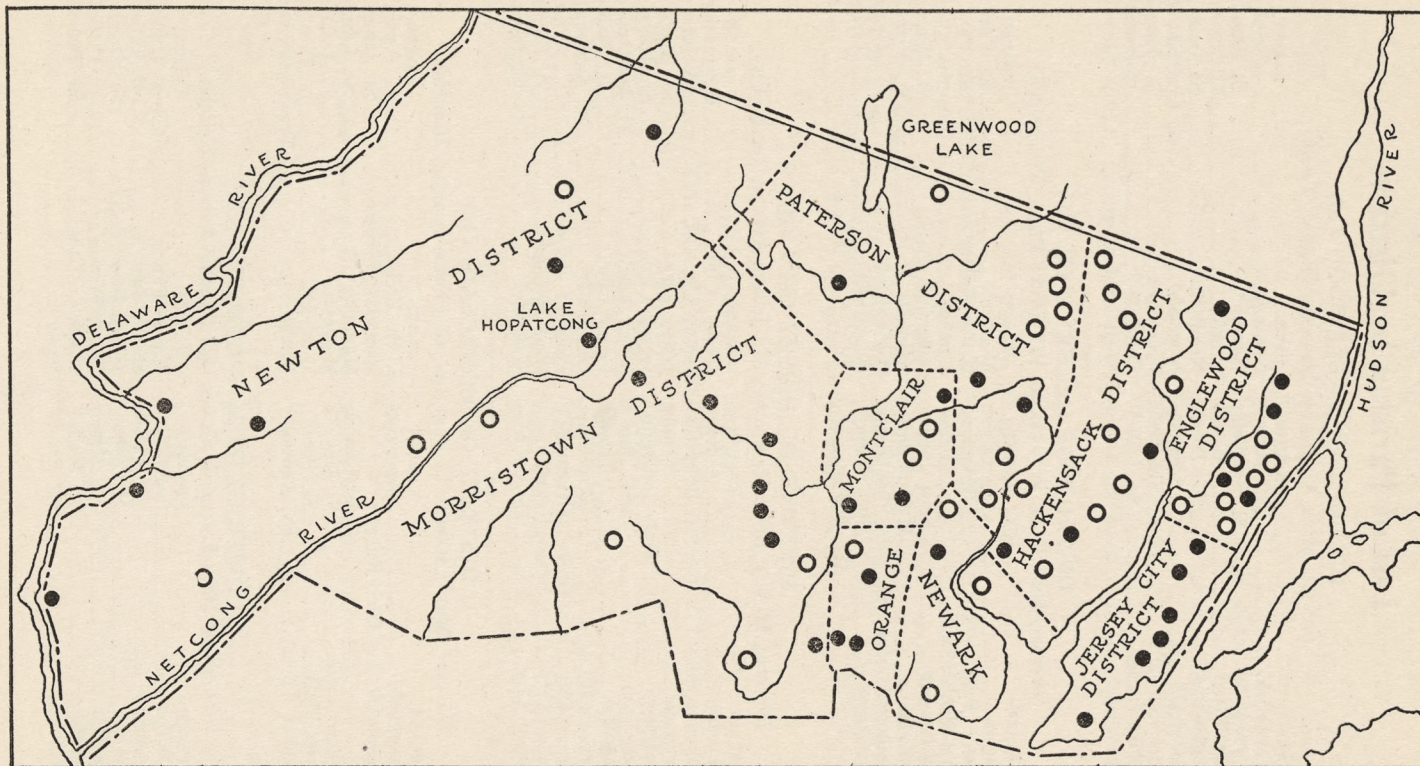 GREENWOOD
LAKE
RIVER
DELAWARE
DISTRICT
NEWTON
LAKE
HOPATCONG
PATERSON
DISTRICT
RIVER
HUDSON
DISTRICT
MORRISTOWN
MONTCLAIR
HACKENSACK DISTRICT
ENGLEWOOD
DISTRICT
RIVER
NETCONG
ORANGE
NEWARK
JERSEY CITY
DISTRICT